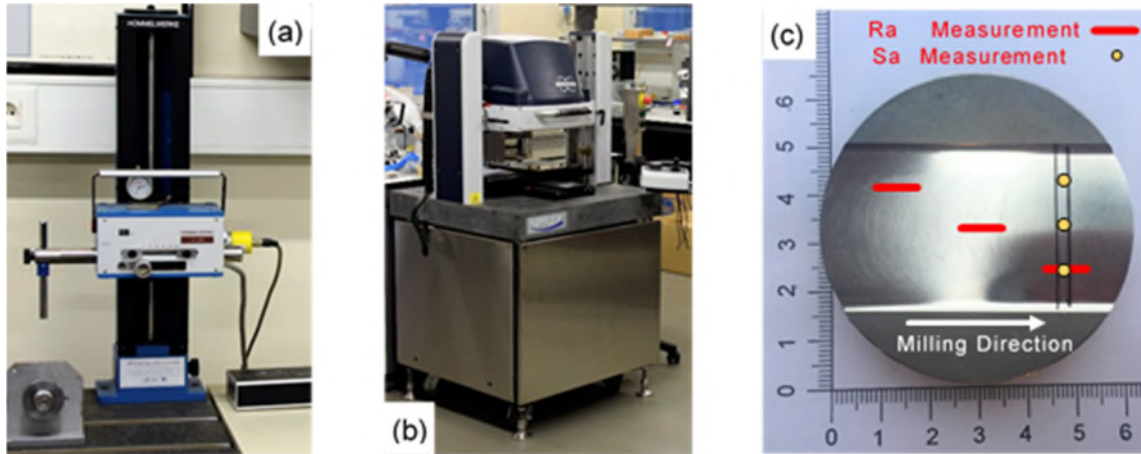 HOMMELWERKE
(a)
(b)
(c)
Ra Measurement
Sa Measurement
6
5
4
3
2
1
0
Milling Direction
0 1 2 3 4 5 6